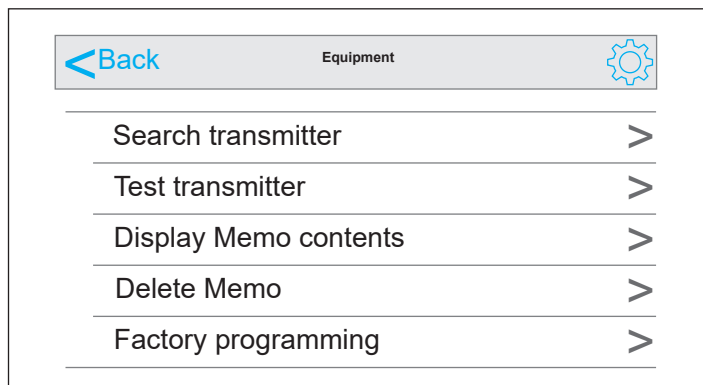 < Back Equipment
Search transmitter >
Test transmitter >
Display Memo contents >
Delete Memo >
Factory programming >